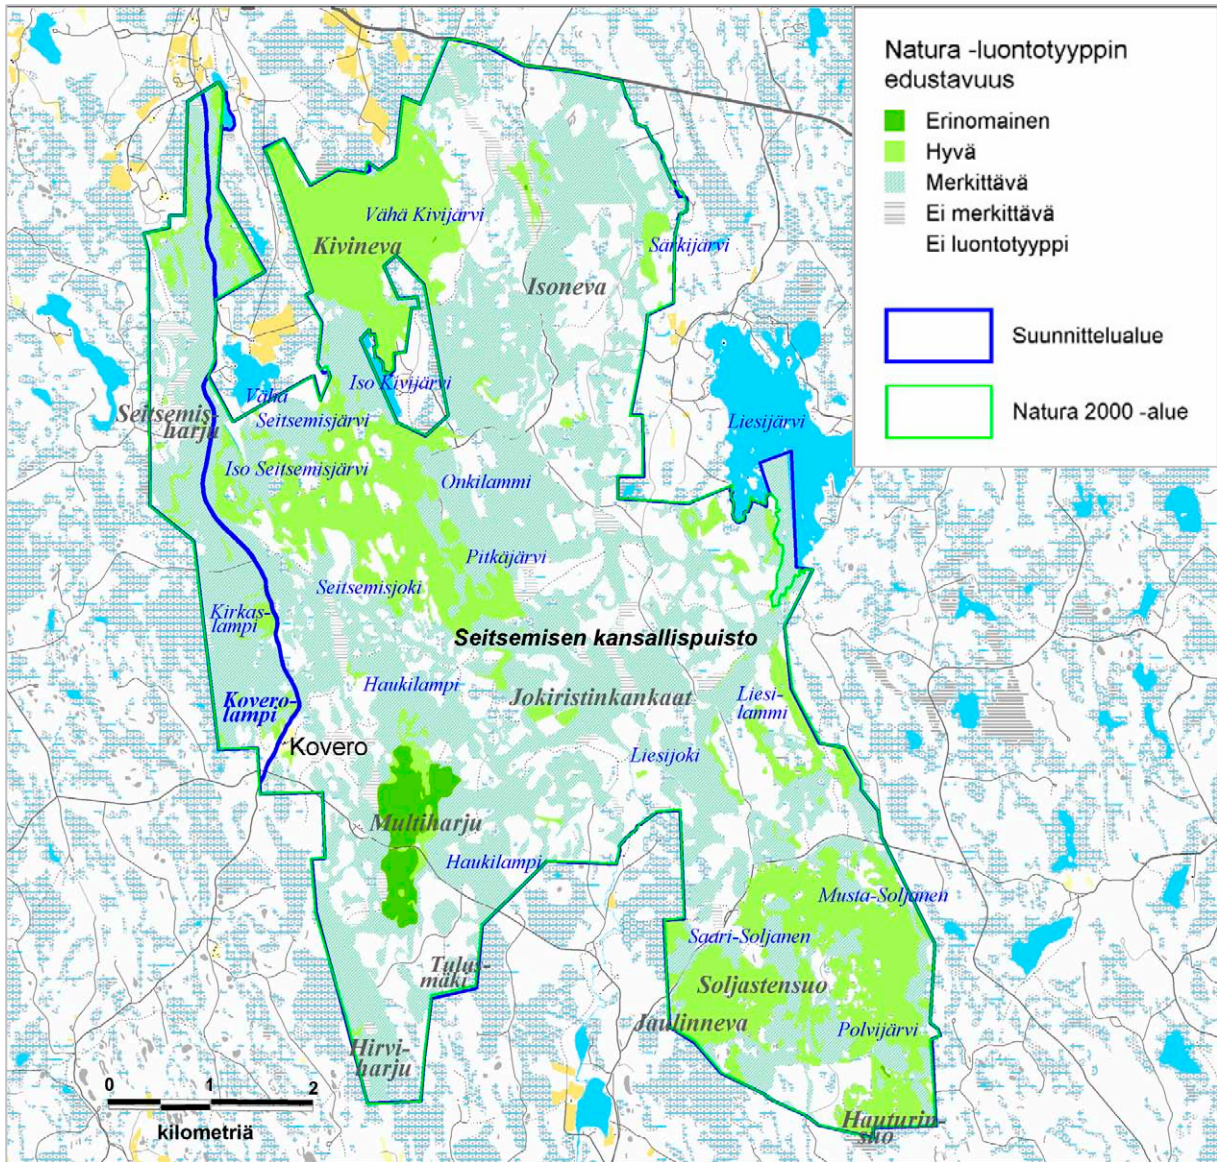 Natura -luontotyyppin
edustavuus
Erinomainen
Hyvä
Merkittävä
Ei merkittävä
Ei luontotyyppi
Suunnittelualue
Natura 2000 -alue
Vähä Kivijärvi
Kivineva
Särkijärvi
Isoneva
Iso Kivijärvi
Vähä
Seitsemisjärvi
Seitsemis-
harju
Liesijärvi
Iso Seitsemisjärvi
Onkilammi
Pitkäjärvi
Seitsemisjoki
Kirkas-
lampi
Seitsemisen kansallispuisto
Haukilampi
Jokiristinkankaat
Liesi-
lammi
Kovero-
lampi
Kovero
Liesijoki
Multiharju
Haukilampi
Musta-Soljanen
Saari-Soljanen
Tulus-
mäki
Soljastensuo
Jaulinneva
Polvijärvi
Hirvi-
harju
Hauturin-
suo
0 1 2
kilometriä